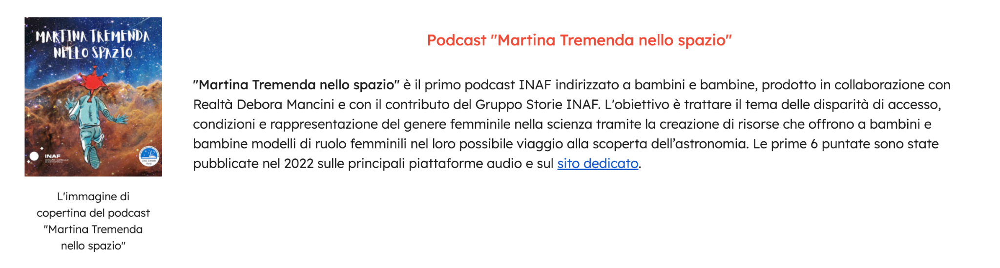 MARTINA TREMENDA
NELLO SPAZIO
INAF
ISTITUTO NAZIONALE
DI ASTROFISICA
OAE Center
Italy
L'immagine di
copertina del podcast
"Martina Tremenda
nello spazio"
Podcast "Martina Tremenda nello spazio"
"Martina Tremenda nello spazio" è il primo podcast INAF indirizzato a bambini e bambine, prodotto in collaborazione con
Realtà Debora Mancini e con il contributo del Gruppo Storie INAF. L'obiettivo è trattare il tema delle disparità di accesso,
condizioni e rappresentazione del genere femminile nella scienza tramite la creazione di risorse che offrono a bambini e
bambine modelli di ruolo femminili nel loro possibile viaggio alla scoperta dell’astronomia. Le prime 6 puntate sono state
pubblicate nel 2022 sulle principali piattaforme audio e sul sito dedicato.